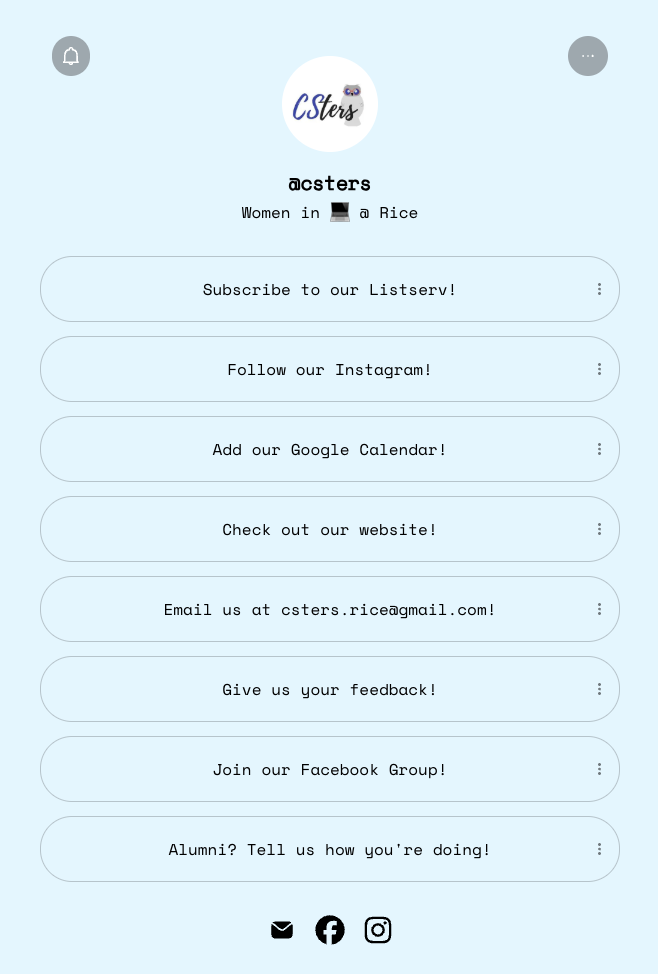 CSters
@csters
Women in 💻 @ Rice
Subscribe to our Listserv!
Follow our Instagram!
Add our Google Calendar!
Check out our website!
Email us at csters.rice@gmail.com!
Give us your feedback!
Join our Facebook Group!
Alumni? Tell us how you're doing!